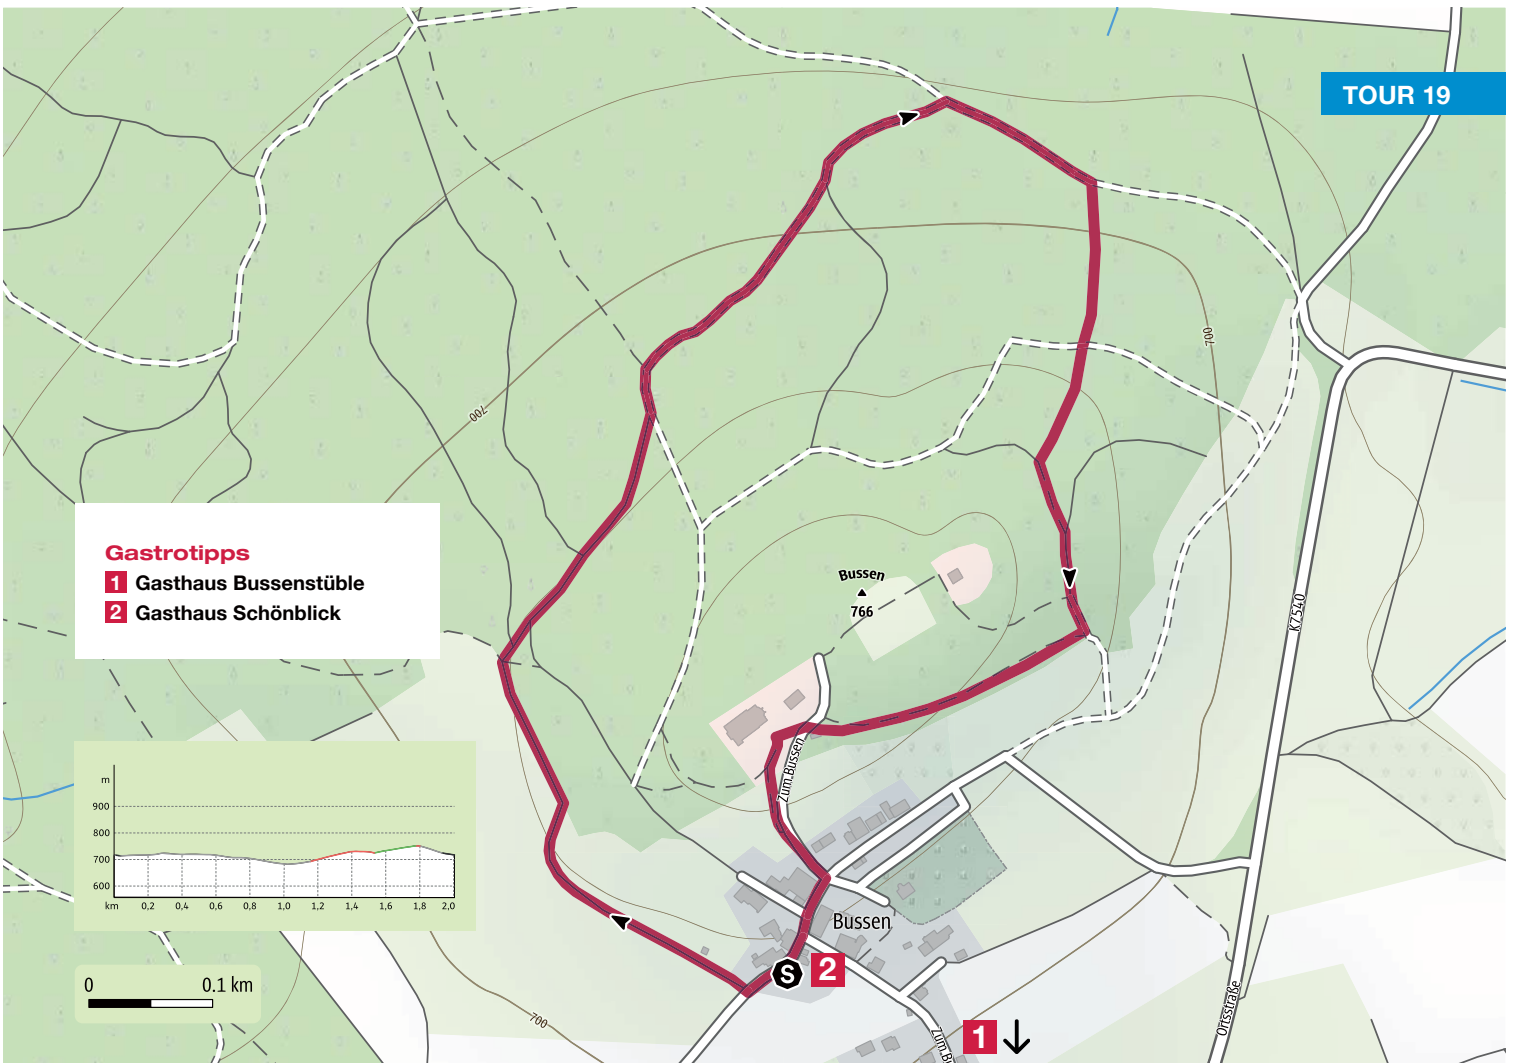 TOUR 19
700
700
Gastrotipps
1 Gasthaus Bussenstüble
2 Gasthaus Schönblick
Bussen
766
K7540
Zum Bussen
m
900
800
700
600
km 0,2 0,4 0,6 0,8 1,0 1,2 1,4 1,6 1,8 2,0
Bussen
S
2
0 0.1 km
700
Ortsstraße
Zum
1